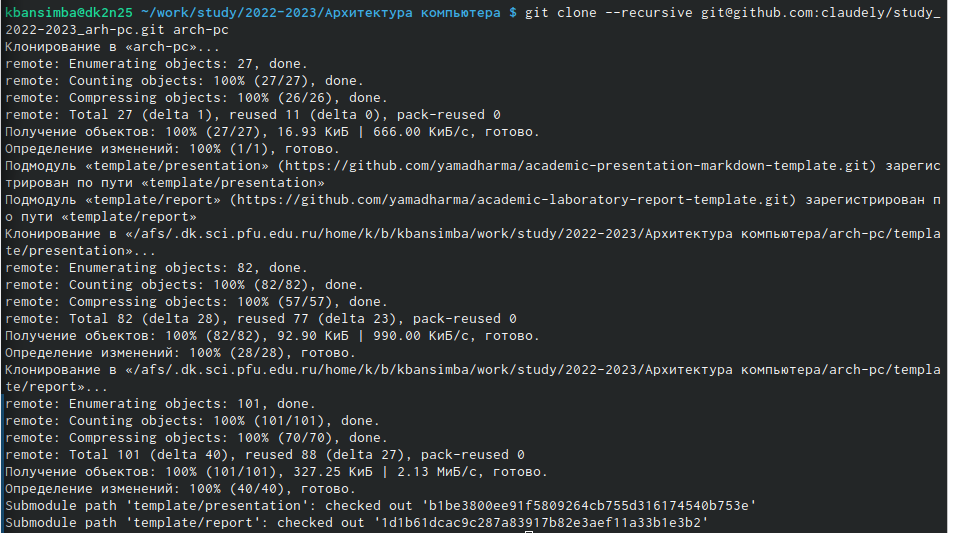 kbansimba@dk2n25 ~/work/study/2022-2023/Архитектура компьютера $ git clone --recursive git@github.com:claudely/study_
2022-2023_arh-pc.git arch-pc
Клонирование в «arch-pc»...
remote: Enumerating objects: 27, done.
remote: Counting objects: 100% (27/27), done.
remote: Compressing objects: 100% (26/26), done.
remote: Total 27 (delta 1), reused 11 (delta 0), pack-reused 0
Получение объектов: 100% (27/27), 16.93 КиБ | 666.00 КиБ/с, готово.
Определение изменений: 100% (1/1), готово.
Подмодуль «template/presentation» (https://github.com/yamadharma/academic-presentation-markdown-template.git) зарегис
трирован по пути «template/presentation»
Подмодуль «template/report» (https://github.com/yamadharma/academic-laboratory-report-template.git) зарегистрирован п
о пути «template/report»
Клонирование в «/afs/.dk.sci.pfu.edu.ru/home/k/b/kbansimba/work/study/2022-2023/Архитектура компьютера/arch-pc/templa
te/presentation»...
remote: Enumerating objects: 82, done.
remote: Counting objects: 100% (82/82), done.
remote: Compressing objects: 100% (57/57), done.
remote: Total 82 (delta 28), reused 77 (delta 23), pack-reused 0
Получение объектов: 100% (82/82), 92.90 КиБ | 990.00 КиБ/с, готово.
Определение изменений: 100% (28/28), готово.
Клонирование в «/afs/.dk.sci.pfu.edu.ru/home/k/b/kbansimba/work/study/2022-2023/Архитектура компьютера/arch-pc/templa
te/report»...
remote: Enumerating objects: 101, done.
remote: Counting objects: 100% (101/101), done.
remote: Compressing objects: 100% (70/70), done.
remote: Total 101 (delta 40), reused 88 (delta 27), pack-reused 0
Получение объектов: 100% (101/101), 327.25 КиБ | 2.13 МиБ/с, готово.
Определение изменений: 100% (40/40), готово.
Submodule path 'template/presentation': checked out 'b1be3800ee91f5809264cb755d316174540b753e'
Submodule path 'template/report': checked out '1d1b61dcac9c287a83917b82e3aef11a33b1e3b2'